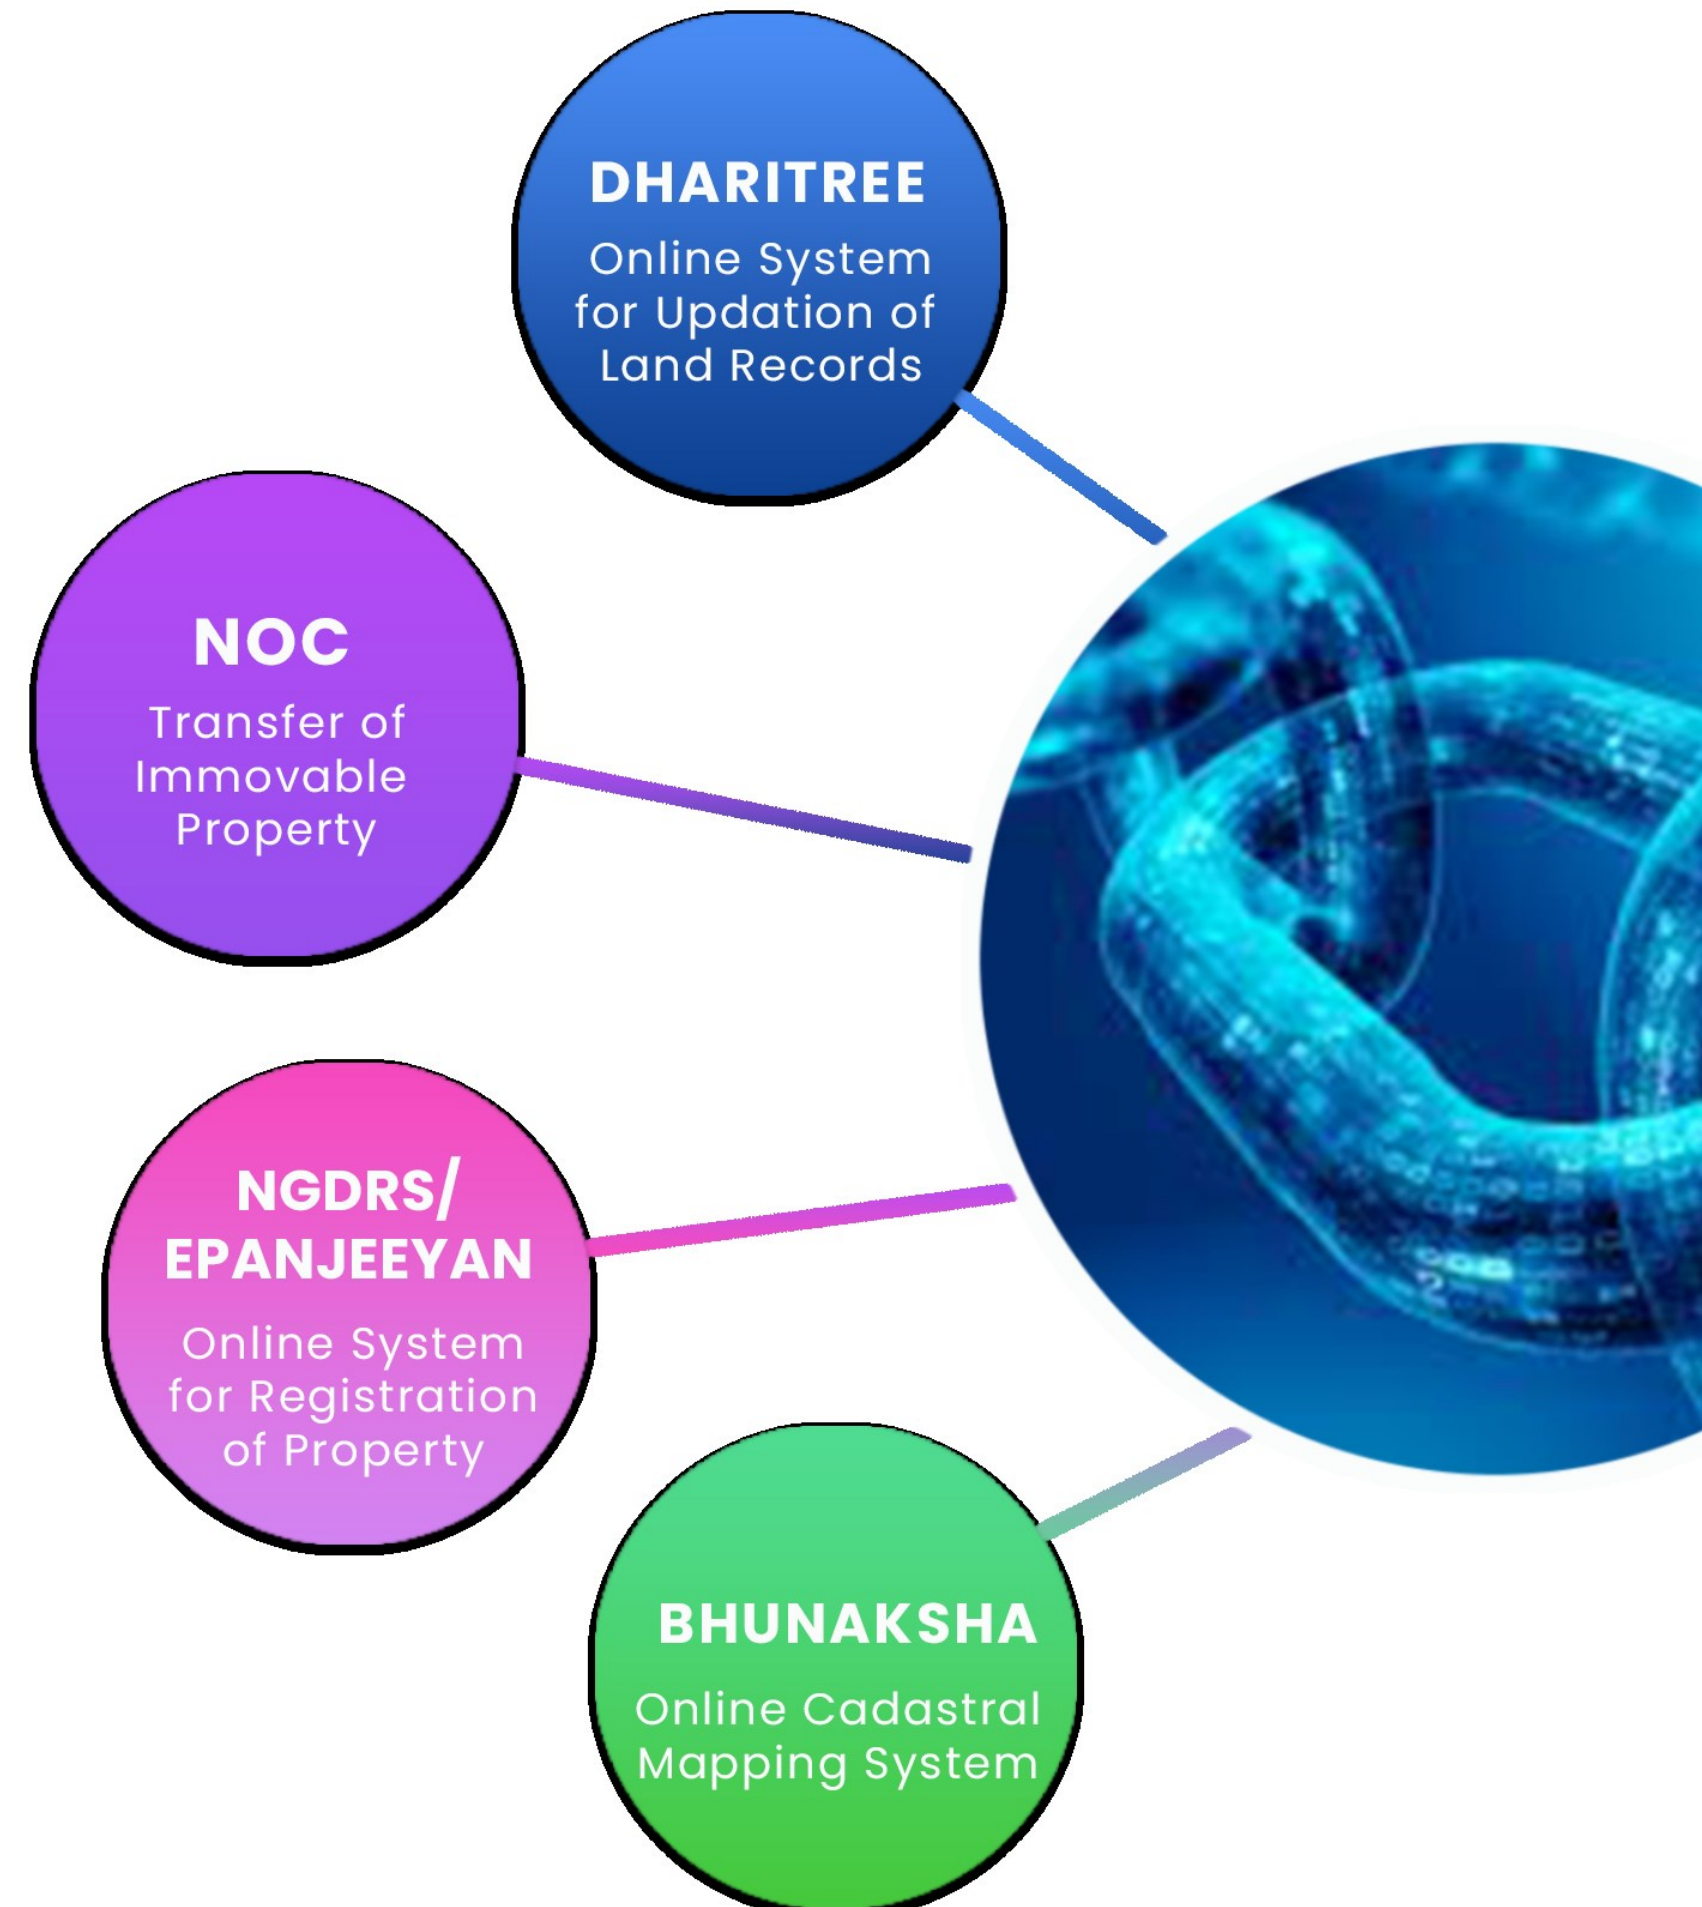 DHARITREE
Online System
for Updation of
Land Records
NOC
Transfer of
Immovable
Property
NGDRS/
EPANJEEYAN
Online System
for Registration
of Property
BHUNAKSHA
Online Cadastral
Mapping System